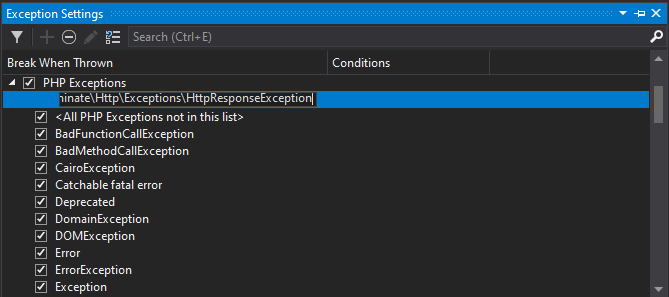 Exception Settings
Search (Ctrl+E)
Break When Thrown Conditions
PHP Exceptions
ninate\Http\Exceptions\HttpResponseException
<All PHP Exceptions not in this list>
BadFunctionCallException
BadMethodCallException
CairoException
Catchable fatal error
Deprecated
DomainException
DOMException
Error
ErrorException
Exception